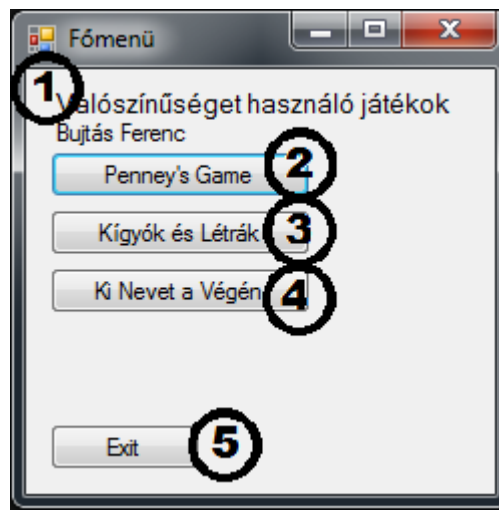 Főmenü
1
Valószínűséget használó játékok
Bujtás Ferenc
Penney's Game 2
Kígyók és Létrák 3
Ki Nevet a Végén 4
Exit 5